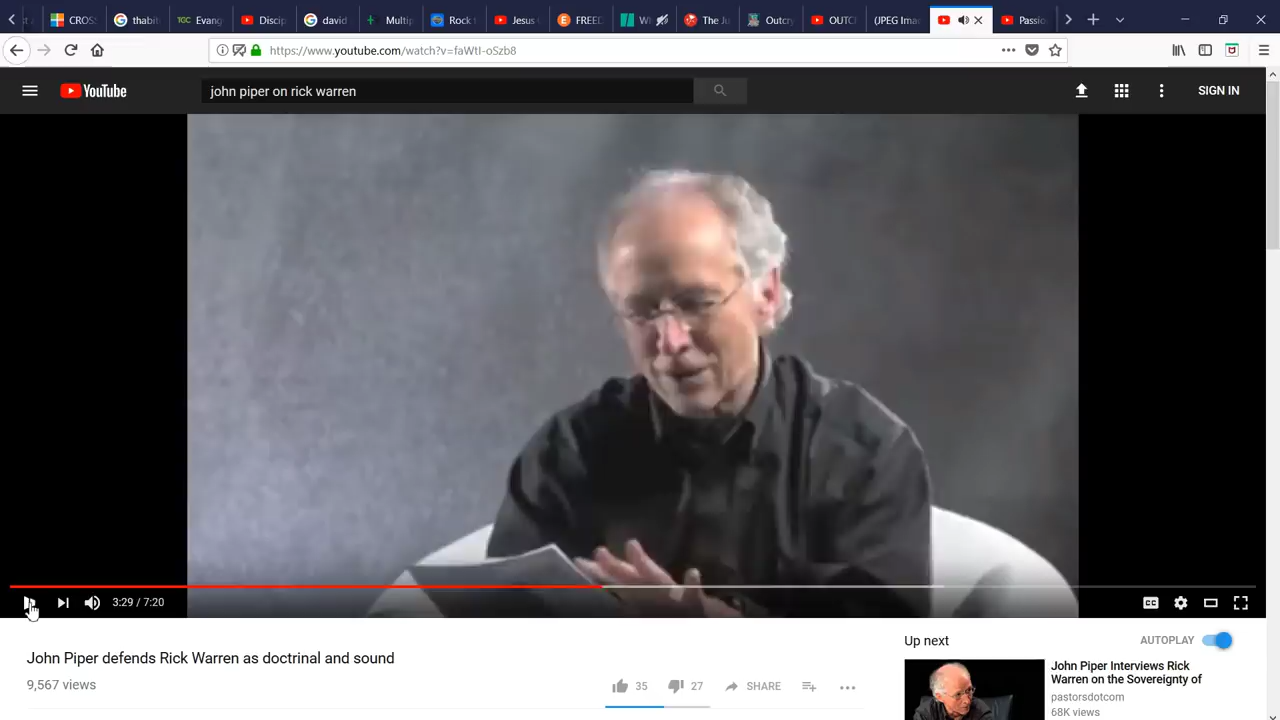 CROSS
thabit
TGC Evang
Discip
david
Multip
Rock
Jesus
FREED
W
The Ju
Outcry
OUTC
(JPEG Imag
Passio
https://www.youtube.com/watch?v=faWtI-oSzb8
YouTube
john piper on rick warren
SIGN IN
3:29 / 7:20
CC
John Piper defends Rick Warren as doctrinal and sound
9,567 views
35
27
SHARE
Up next
AUTOPLAY
John Piper Interviews Rick
Warren on the Sovereignty of
pastorsdotcom
68K views